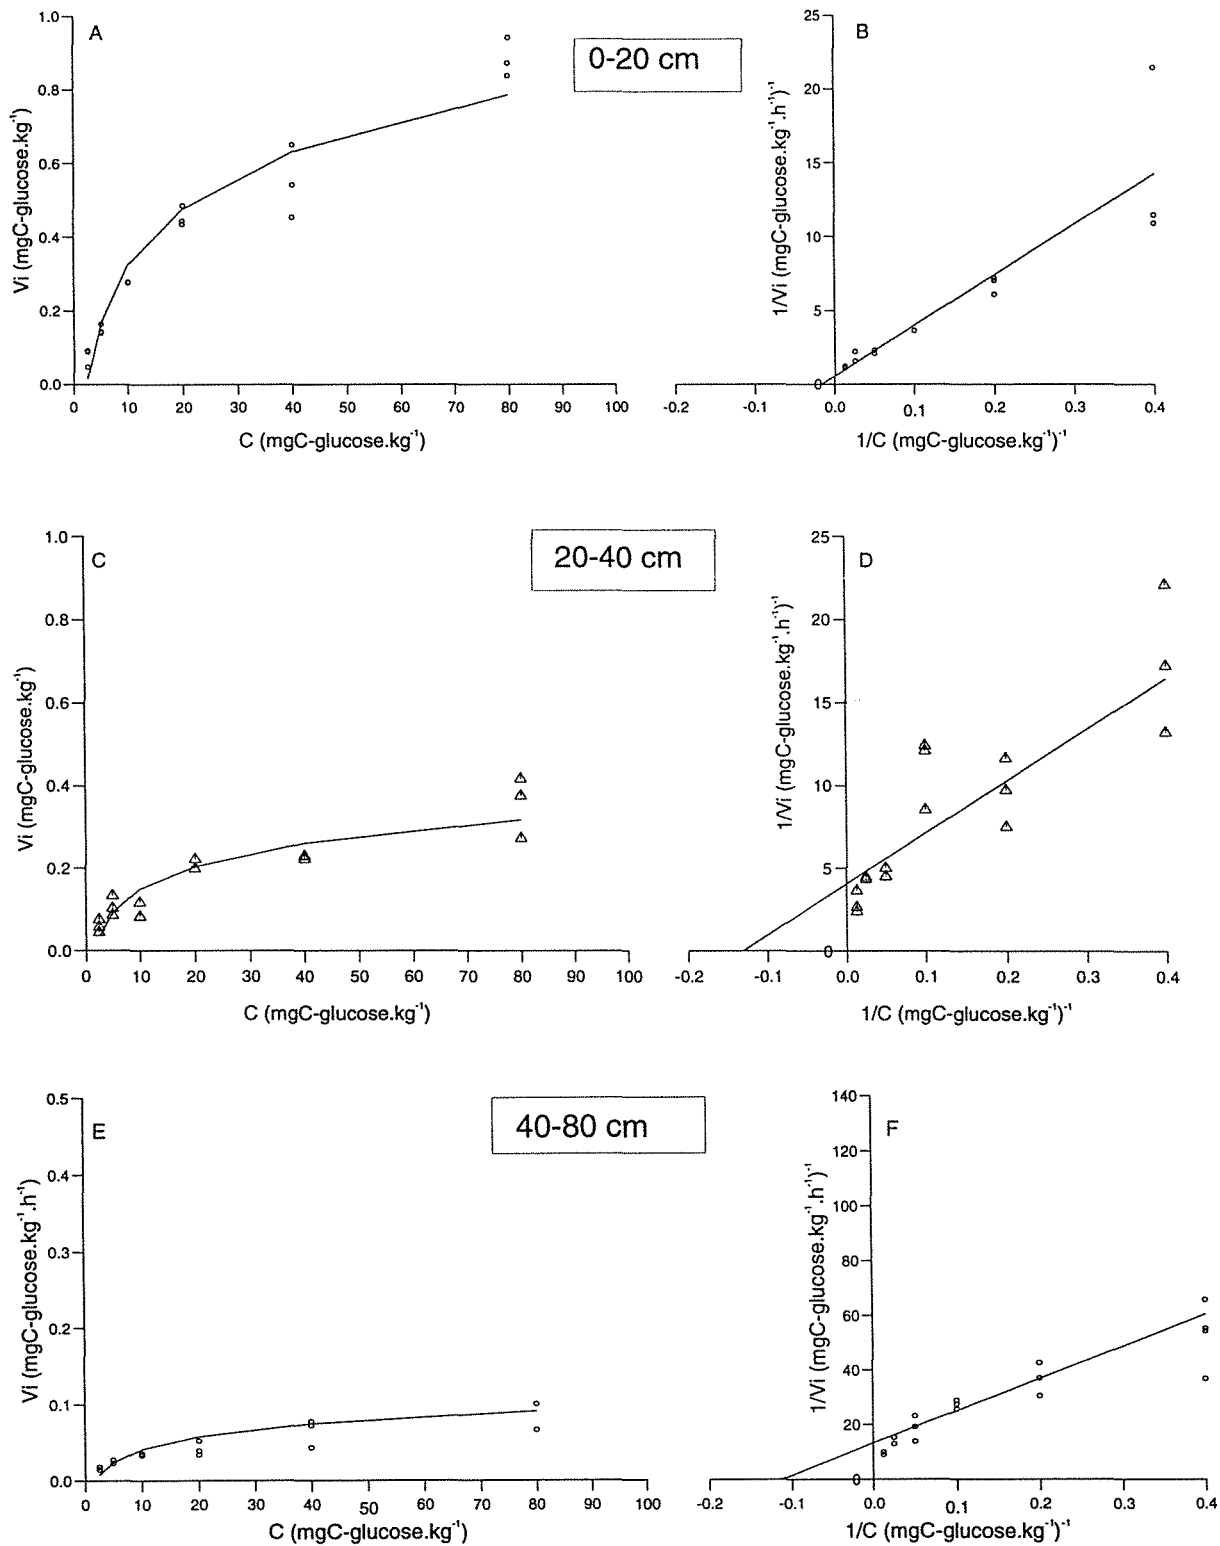 0-20 cm
A
1.0
0.8
0.6
0.4
0.2
0.0
Vi (mgC-glucose.kg⁻¹)
0 10 20 30 40 50 60 70 80 90 100
C (mgC-glucose.kg⁻¹)
B
25
20
15
10
5
0
1/Vi (mgC-glucose.kg⁻¹.h⁻¹)⁻¹
-0.2 -0.1 0.0 0.1 0.2 0.3 0.4
1/C (mgC-glucose.kg⁻¹)⁻¹
20-40 cm
C
1.0
0.8
0.6
0.4
0.2
0.0
Vi (mgC-glucose.kg⁻¹)
0 10 20 30 40 50 60 70 80 90 100
C (mgC-glucose.kg⁻¹)
D
25
20
15
10
5
0
1/Vi (mgC-glucose.kg⁻¹.h⁻¹)⁻¹
-0.2 -0.1 0.0 0.1 0.2 0.3 0.4
1/C (mgC-glucose.kg⁻¹)⁻¹
40-80 cm
E
0.5
0.4
0.3
0.2
0.1
0.0
Vi (mgC-glucose.kg⁻¹.h⁻¹)
0 10 20 30 40 50 60 70 80 90 100
C (mgC-glucose.kg⁻¹)
F
140
120
100
80
60
40
20
0
1/Vi (mgC-glucose.kg⁻¹.h⁻¹)⁻¹
-0.2 -0.1 0.0 0.1 0.2 0.3 0.4
1/C (mgC-glucose.kg⁻¹)⁻¹